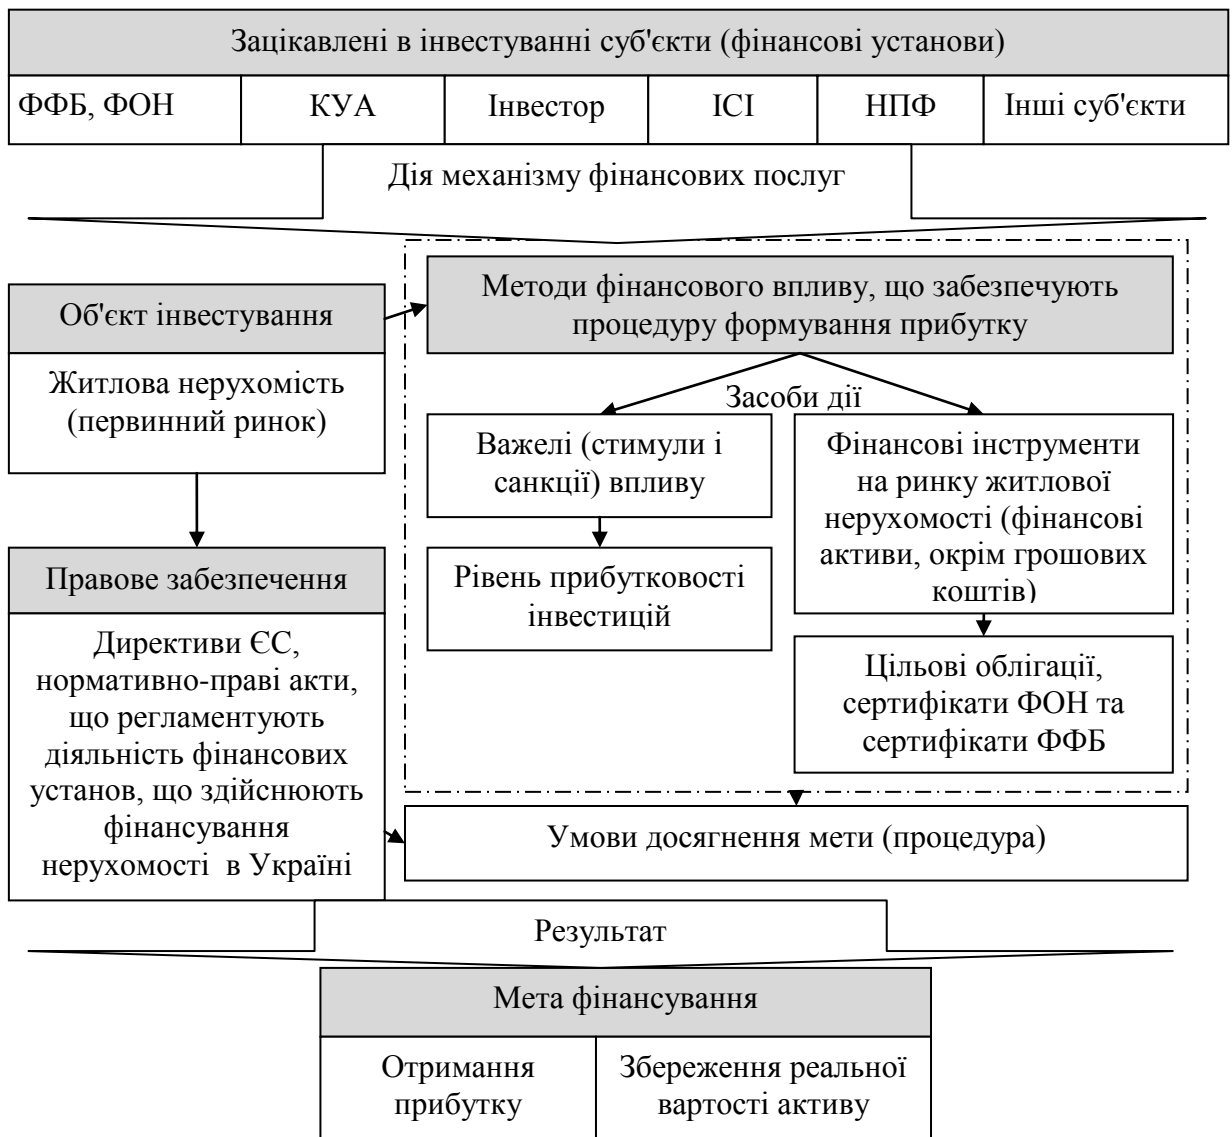 Зацікавлені в інвестуванні суб'єкти (фінансові установи)
ФФБ, ФОН
КУА
Інвестор
ІСІ
НПФ
Інші суб'єкти
Дія механізму фінансових послуг
Об'єкт інвестування
Житлова нерухомість
(первинний ринок)
Методи фінансового впливу, що забезпечують
процедуру формування прибутку
Засоби дії
Важелі (стимули і
санкції) впливу
Рівень прибутковості
інвестицій
Фінансові інструменти
на ринку житлової
нерухомості (фінансові
активи, окрім грошових
коштів)
Цільові облігації,
сертифікати ФОН та
сертифікати ФФБ
Правове забезпечення
Директиви ЄС,
нормативно-праві акти,
що регламентують
діяльність фінансових
установ, що здійснюють
фінансування
нерухомості в Україні
Умови досягнення мети (процедура)
Результат
Мета фінансування
Отримання
прибутку
Збереження реальної
вартості активу